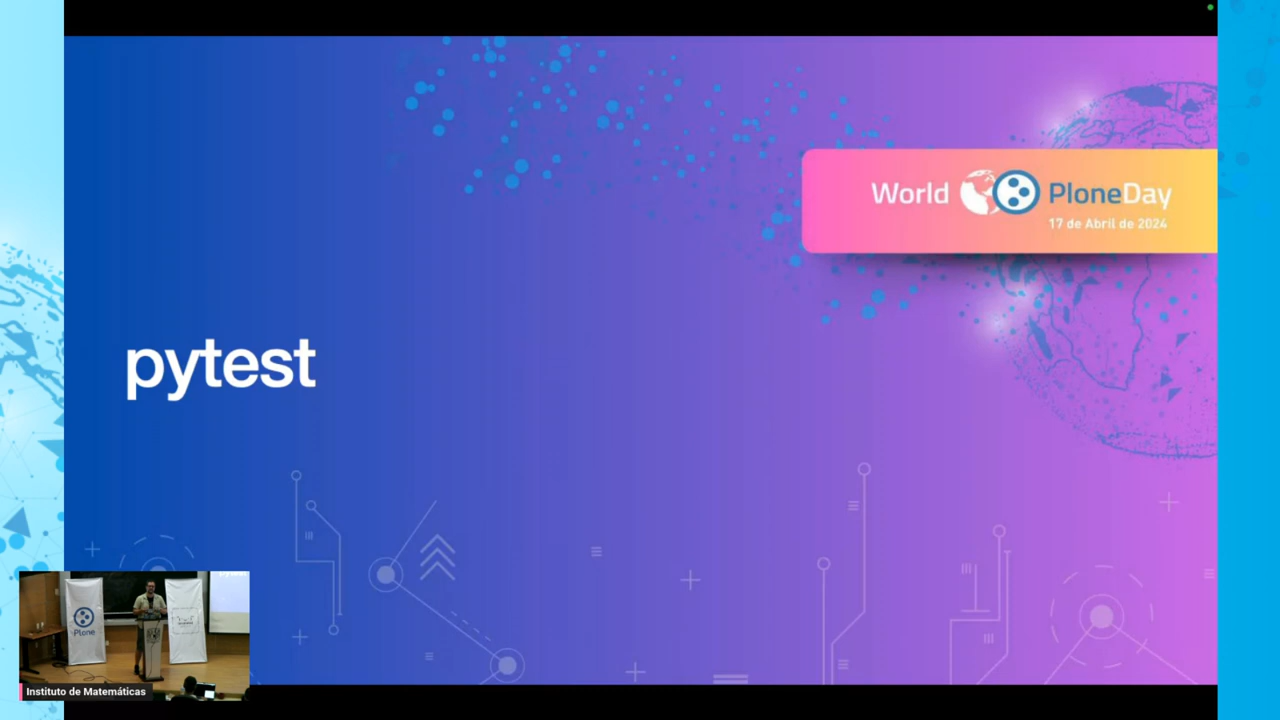 World PloneDay
17 de Abril de 2024
pytest
Plone
Instituto de Matemáticas